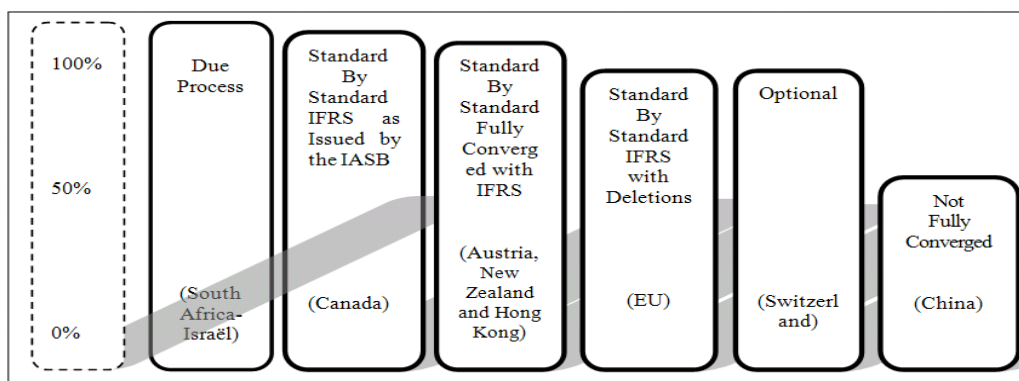 100%
50%
0%
Due
Process
(South
Africa-
Israël)
Standard
By
Standard
IFRS as
Issued by
the IASB
(Canada)
Standard
By
Standard
Fully
Converg
ed with
IFRS
(Austria,
New
Zealand
and Hong
Kong)
Standard
By
Standard
IFRS
with
Deletions
(EU)
Optional
(Switzerl
and)
Not
Fully
Converged
(China)